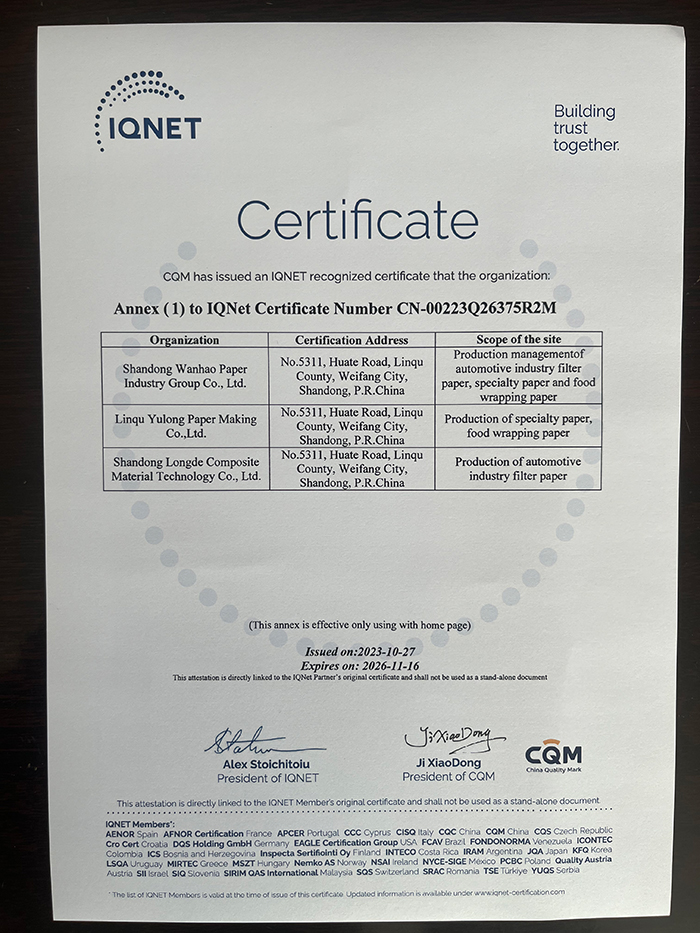 IQNET
Building
trust
together.
Certificate
CQM has issued an IQNET recognized certificate that the organization:
Annex (1) to IQNet Certificate Number CN-00223Q26375R2M
Organization
Certification Address
Scope of the site
Shandong Wanhao Paper
Industry Group Co., Ltd.
No.5311, Huate Road, Linqu
County, Weifang City,
Shandong, P.R.China
Production managementof
automotive industry filter
paper, specialty paper and food
wrapping paper
Linqu Yulong Paper Making
Co.,Ltd.
No.5311, Huate Road, Linqu
County, Weifang City,
Shandong, P.R.China
Production of specialty paper,
food wrapping paper
Shandong Longde Composite
Material Technology Co., Ltd.
No.5311, Huate Road, Linqu
County, Weifang City,
Shandong, P.R.China
Production of automotive
industry filter paper
(This annex is effective only using with home page)
Issued on:2023-10-27
Expires on: 2026-11-16
This attestation is directly linked to the IQNet Partner's original certificate and shall not be used as a stand-alone document
Alex Stoichitoiu
President of IQNET
Ji XiaoDong
Ji XiaoDong
President of CQM
CQM
China Quality Mark
This attestation is directly linked to the IQNET Member's original certificate and shall not be used as a stand-alone document.
IQNET Members*:
AENOR Spain AFNOR Certification France APCER Portugal CCC Cyprus CISQ Italy CQC China CQM China CQS Czech Republic
Cro Cert Croatia DQS Holding GmbH Germany EAGLE Certification Group USA FCAV Brazil FONDONORMA Venezuela ICONTEC
Colombia ICS Bosnia and Herzegovina Inspecta Sertifiointi Oy Finland INTECO Costa Rica IRAM Argentina JQA Japan KFQ Korea
LSQA Uruguay MIRTEC Greece MSZT Hungary Nemko AS Norway NSAI Ireland NYCE-SIGE México PCBC Poland Quality Austria
Austria SII Israel SIQ Slovenia SIRIM QAS International Malaysia SQS Switzerland SRAC Romania TSE Türkiye YUQS Serbia
The list of IQNET Members is valid at the time of issue of this certificate. Updated information is available under www.iqnet-certification.com